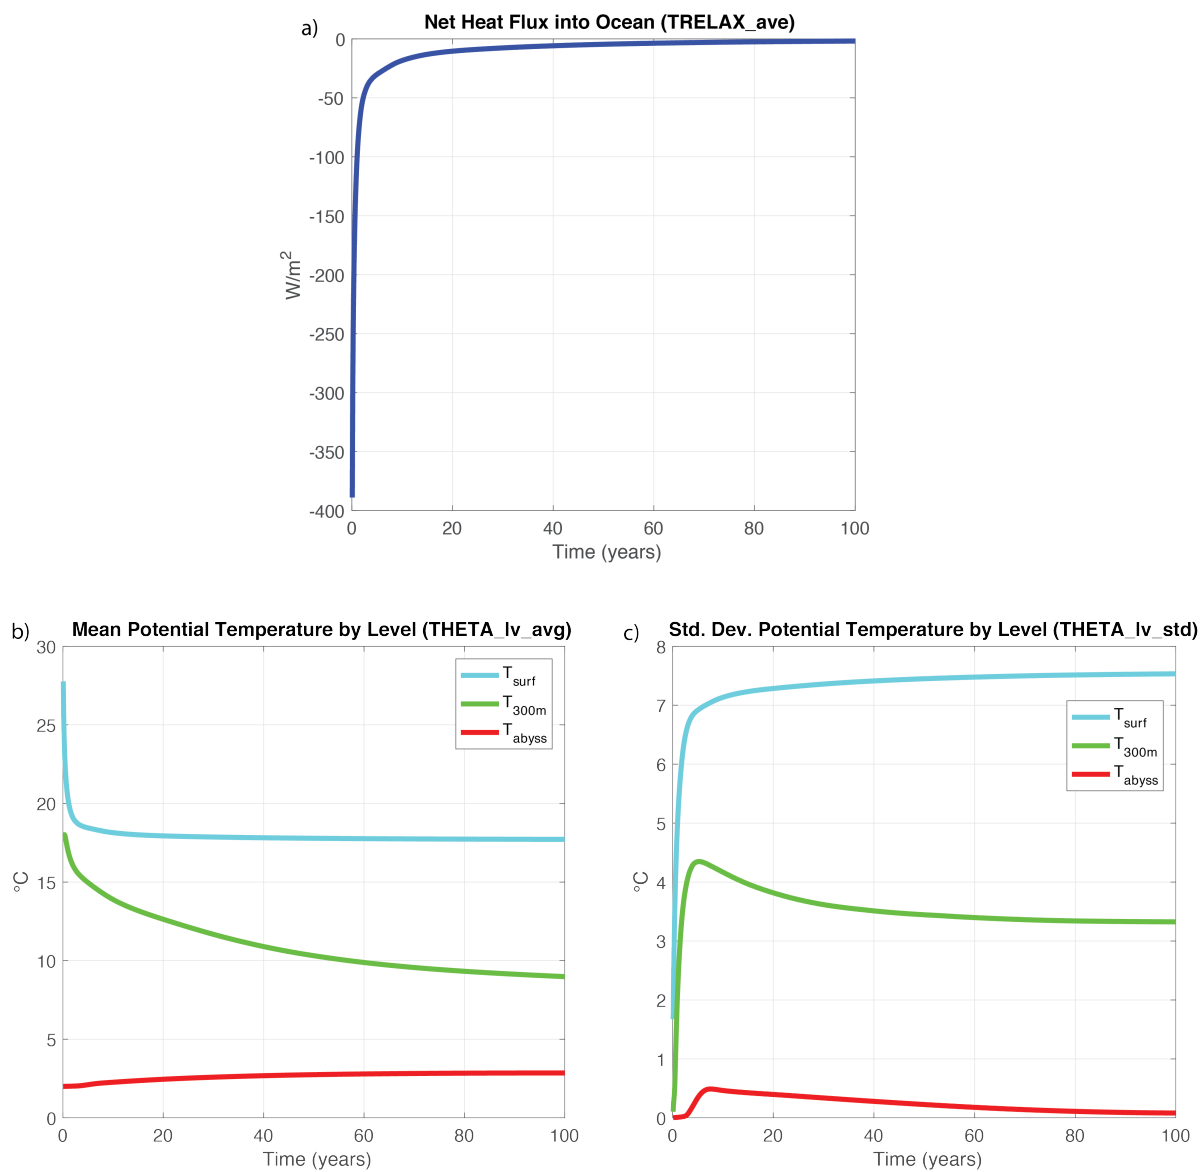 a)
Net Heat Flux into Ocean (TRELAX_ave)
0
-50
-100
-150
-200
-250
-300
-350
-400
W/m2
0 20 40 60 80 100
Time (years)
b)
Mean Potential Temperature by Level (THETA_lv_avg)
30
25
20
15
10
5
0
°C
Tsurf
T300m
Tabyss
0 20 40 60 80 100
Time (years)
c)
Std. Dev. Potential Temperature by Level (THETA_lv_std)
8
7
6
5
4
3
2
1
0
°C
Tsurf
T300m
Tabyss
0 20 40 60 80 100
Time (years)